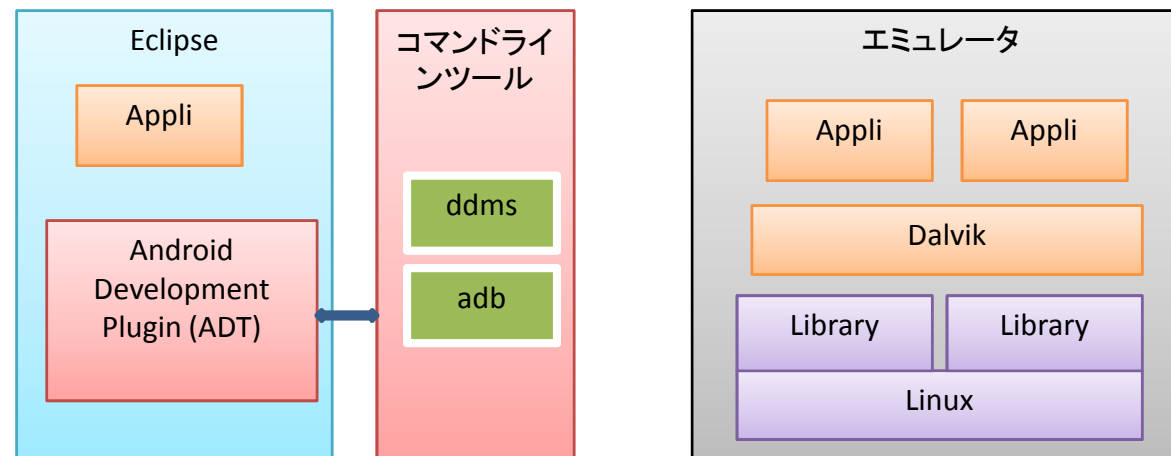 Eclipse
Appli
Android
Development
Plugin (ADT)
コマンドライ
ンツール
ddms
adb
エミュレータ
Appli
Appli
Dalvik
Library
Library
Linux